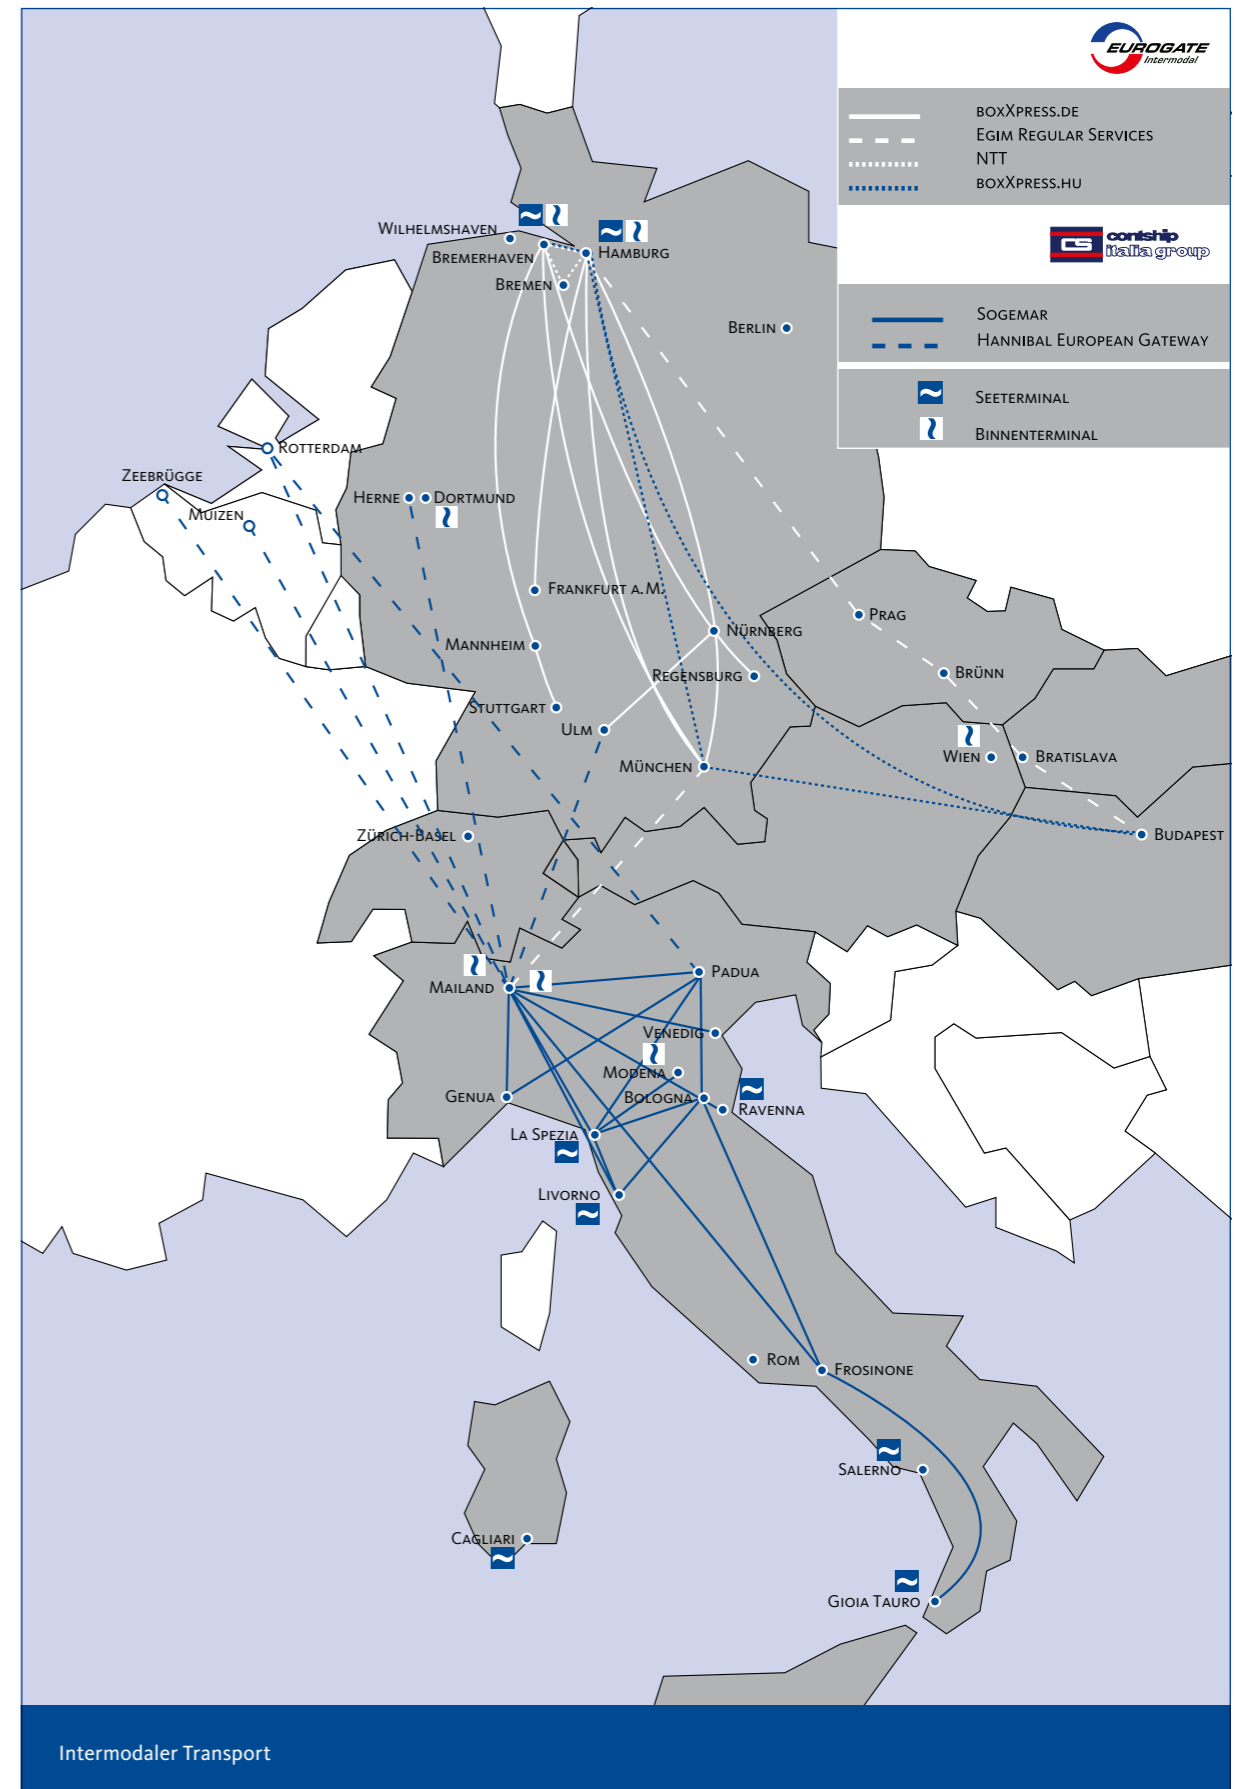 EUROGATE
Intermodal
boxXpress.de
Egim Regular Services
NTT
boxXpress.hu
CS contship
italia group
Sogemar
Hannibal European Gateway
Seeterminal
Binnenterminal
Wilhelmshaven
Bremerhaven
Hamburg
Bremen
Berlin
Rotterdam
Zeebrügge
Muizen
Herne
Dortmund
Frankfurt a.M.
Prag
Nürnberg
Mannheim
Regensburg
Brünn
Stuttgart
Ulm
München
Wien
Bratislava
Zürich-Basel
Budapest
Padua
Mailand
Venedig
Modena
Genua
Bologna
Ravenna
La Spezia
Livorno
Rom
Frosinone
Salerno
Cagliari
Gioia Tauro
Intermodaler Transport